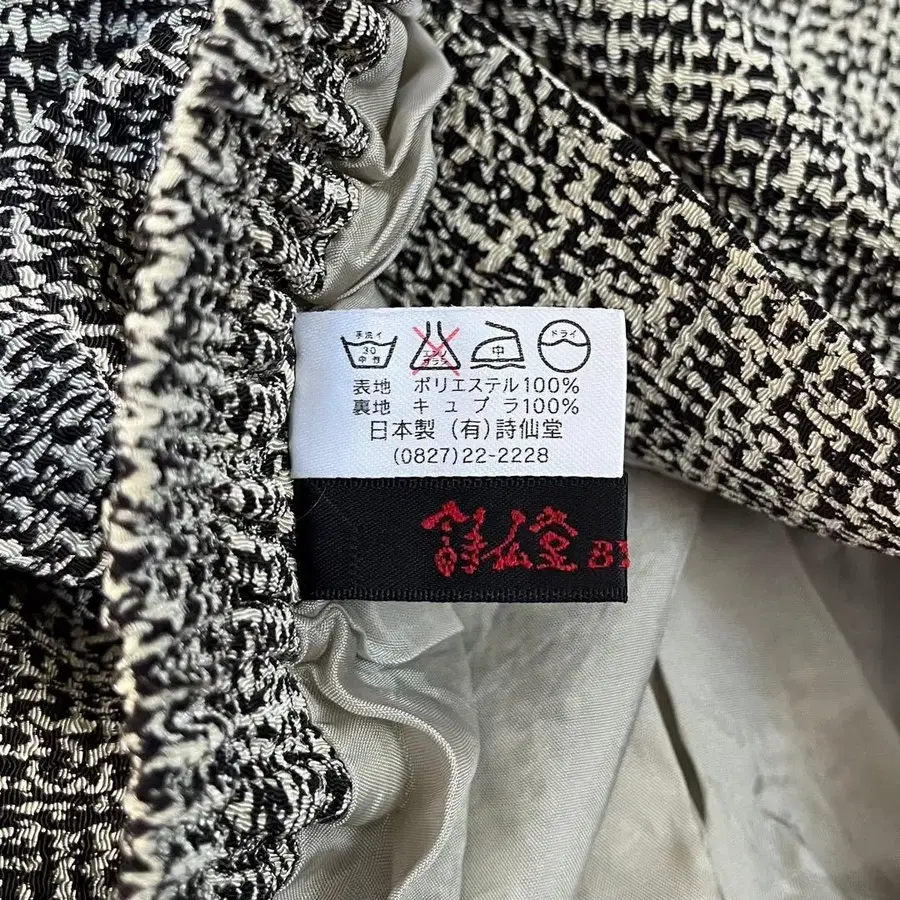 手洗イ 30 中性 エンソ サラシ 中 ドライ
表地 ポリエステル100%
裏地 キュプラ100%
日本製 (有)詩仙堂
(0827)22-2228
詩仙堂 81